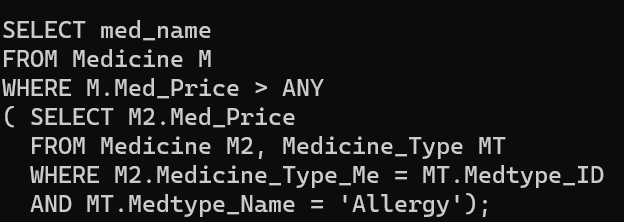 SELECT med_name
FROM Medicine M
WHERE M.Med_Price > ANY
( SELECT M2.Med_Price
  FROM Medicine M2, Medicine_Type MT
  WHERE M2.Medicine_Type_Me = MT.Medtype_ID
  AND MT.Medtype_Name = 'Allergy');